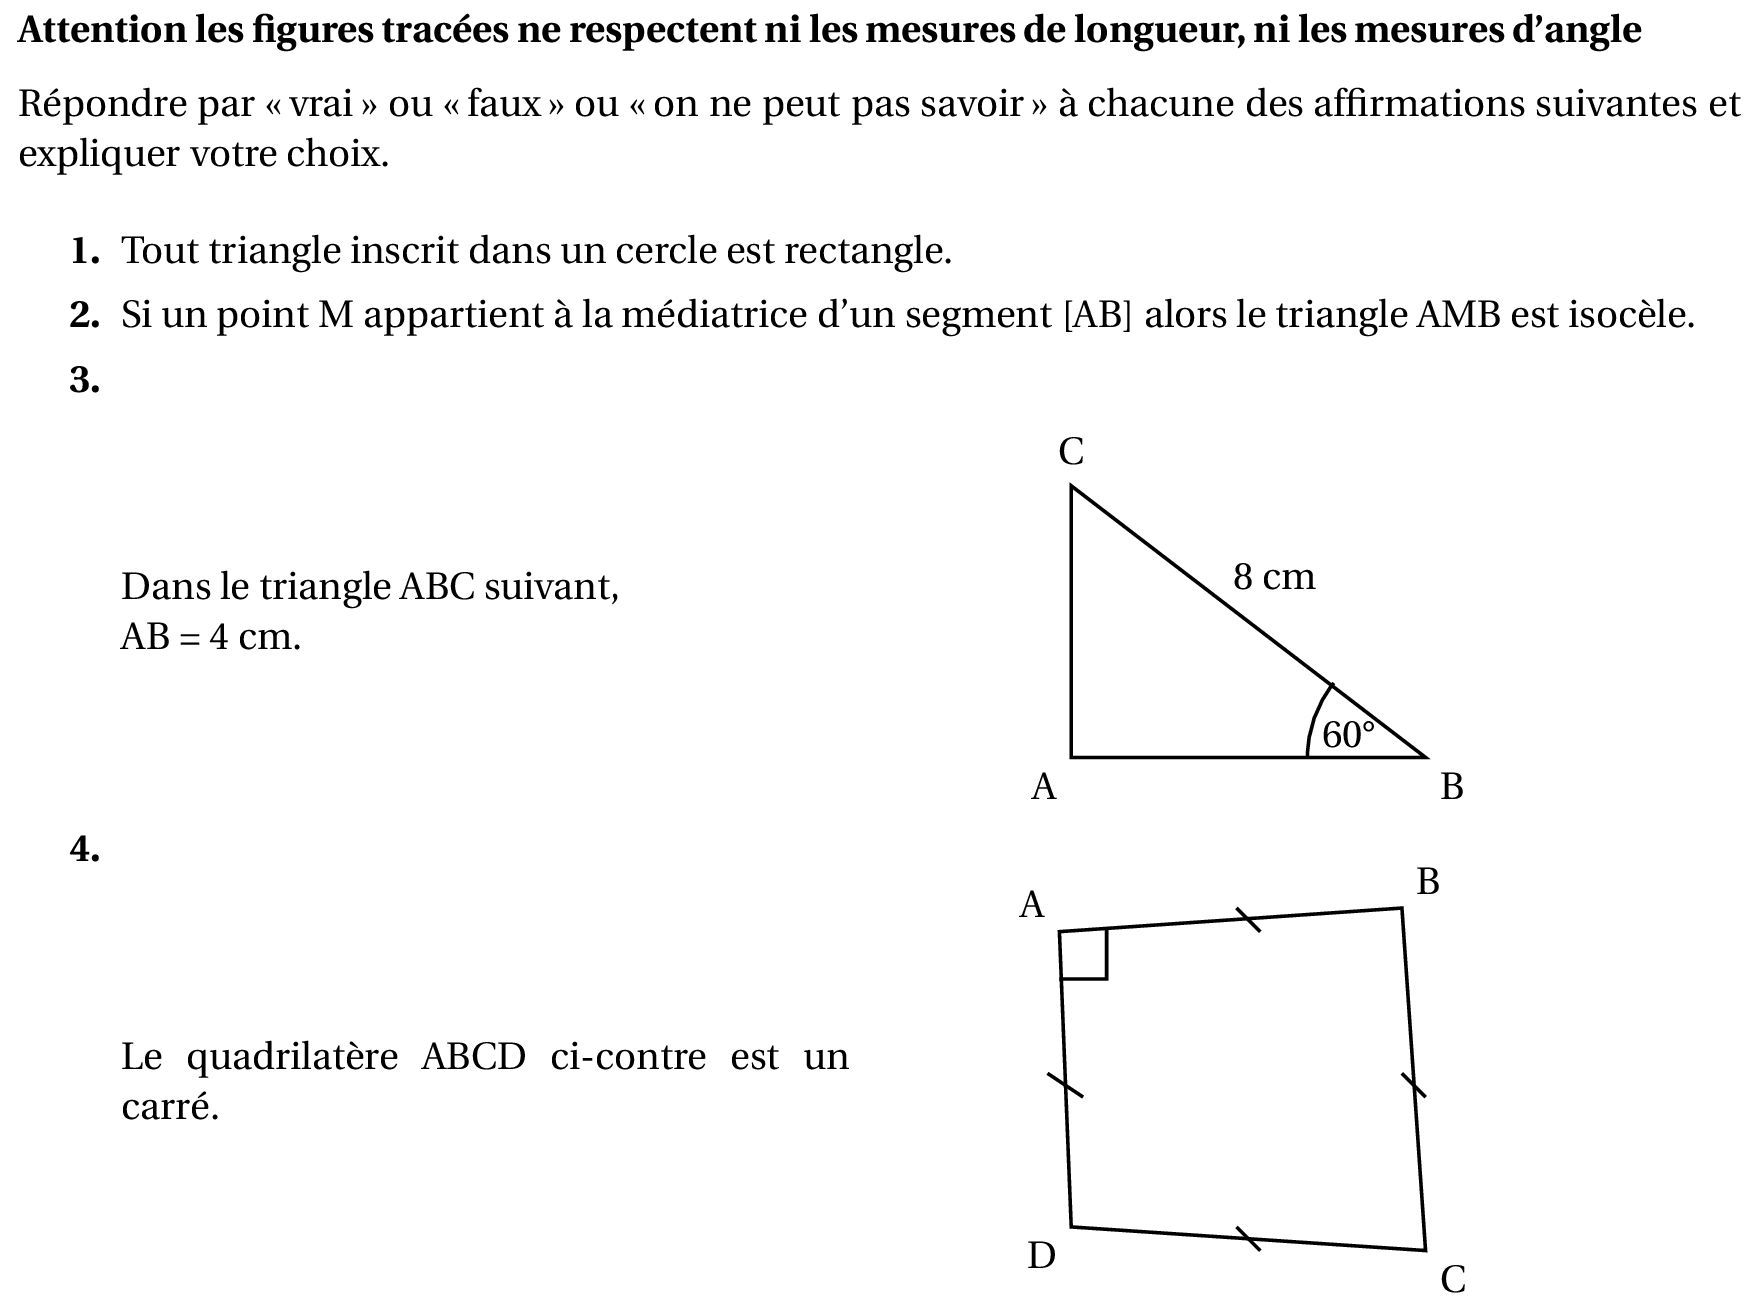 Attention les figures tracées ne respectent ni les mesures de longueur, ni les mesures d’angle
Répondre par « vrai » ou « faux » ou « on ne peut pas savoir » à chacune des affirmations suivantes et
expliquer votre choix.
1. Tout triangle inscrit dans un cercle est rectangle.
2. Si un point M appartient à la médiatrice d’un segment [AB] alors le triangle AMB est isocèle.
3.
C
8 cm
Dans le triangle ABC suivant,
AB = 4 cm.
60°
A
B
4.
B
A
Le quadrilatère ABCD ci-contre est un
carré.
D
C